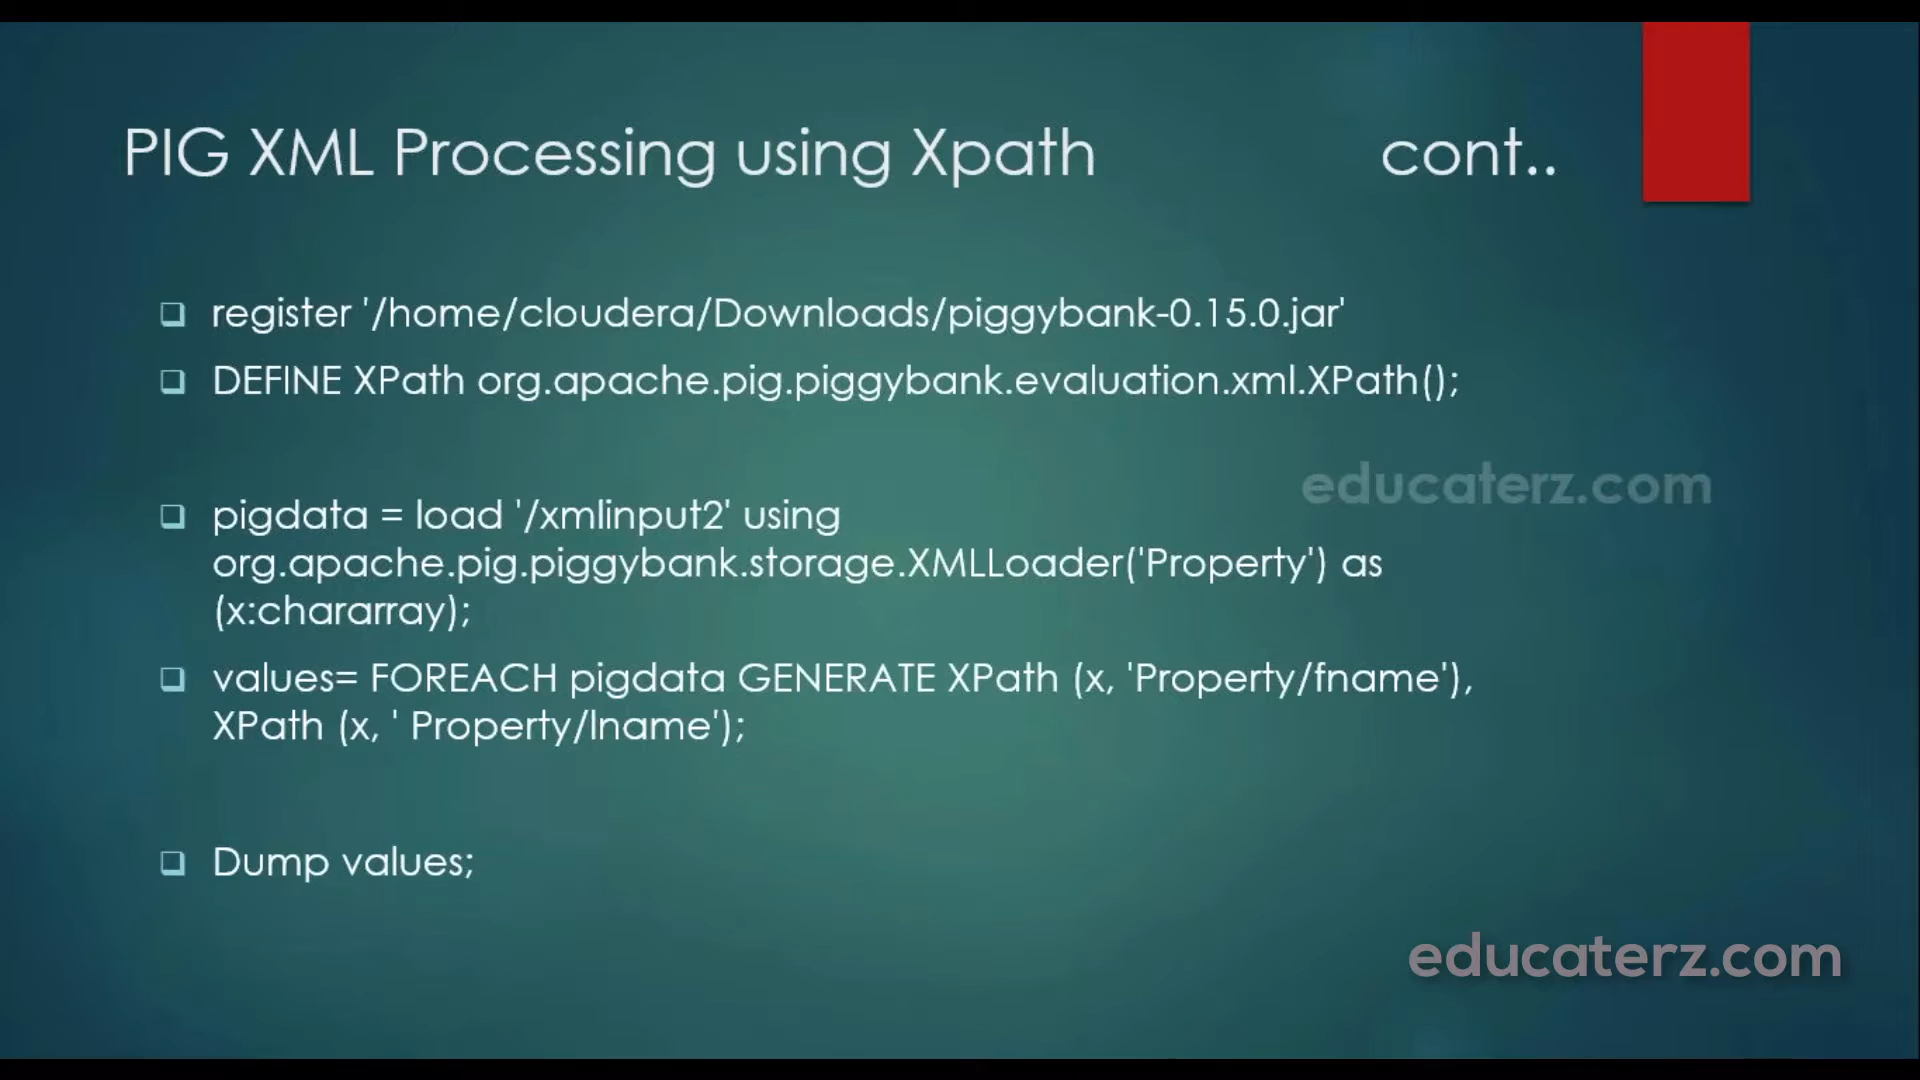 PIG XML Processing using Xpath cont..
register '/home/cloudera/Downloads/piggybank-0.15.0.jar'
DEFINE XPath org.apache.pig.piggybank.evaluation.xml.XPath();
educaterz.com
pigdata = load '/xmlinput2' using
org.apache.pig.piggybank.storage.XMLLoader('Property') as
(x:chararray);
values= FOREACH pigdata GENERATE XPath (x, 'Property/fname'),
XPath (x, ' Property/lname');
Dump values;
educaterz.com